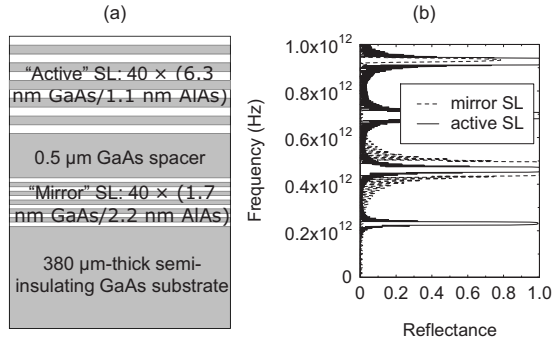 (a)
"Active" SL: 40 × (6.3
nm GaAs/1.1 nm AlAs)
0.5 μm GaAs spacer
"Mirror" SL: 40 × (1.7
nm GaAs/2.2 nm AlAs)
380 μm-thick semi-
insulating GaAs substrate
(b)
Frequency (Hz)
1.0x10¹²
0.8x10¹²
0.6x10¹²
0.4x10¹²
0.2x10¹²
0
mirror SL
active SL
0 0.2 0.4 0.6 0.8 1.0
Reflectance